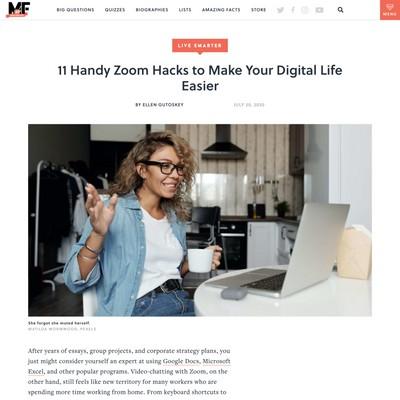 MF
BIG QUESTIONS
QUIZZES
BIOGRAPHIES
LISTS
AMAZING FACTS
STORE
MENU
LIVE SMARTER
11 Handy Zoom Hacks to Make Your Digital Life
Easier
BY ELLEN GUTOSKEY
JULY 20, 2020
She forgot she muted herself.
MATILDA WORMWOOD, PEXELS
After years of essays, group projects, and corporate strategy plans, you
just might consider yourself an expert at using Google Docs, Microsoft
Excel, and other popular programs. Video-chatting with Zoom, on the
other hand, still feels like new territory for many workers who are
spending more time working from home. From keyboard shortcuts to